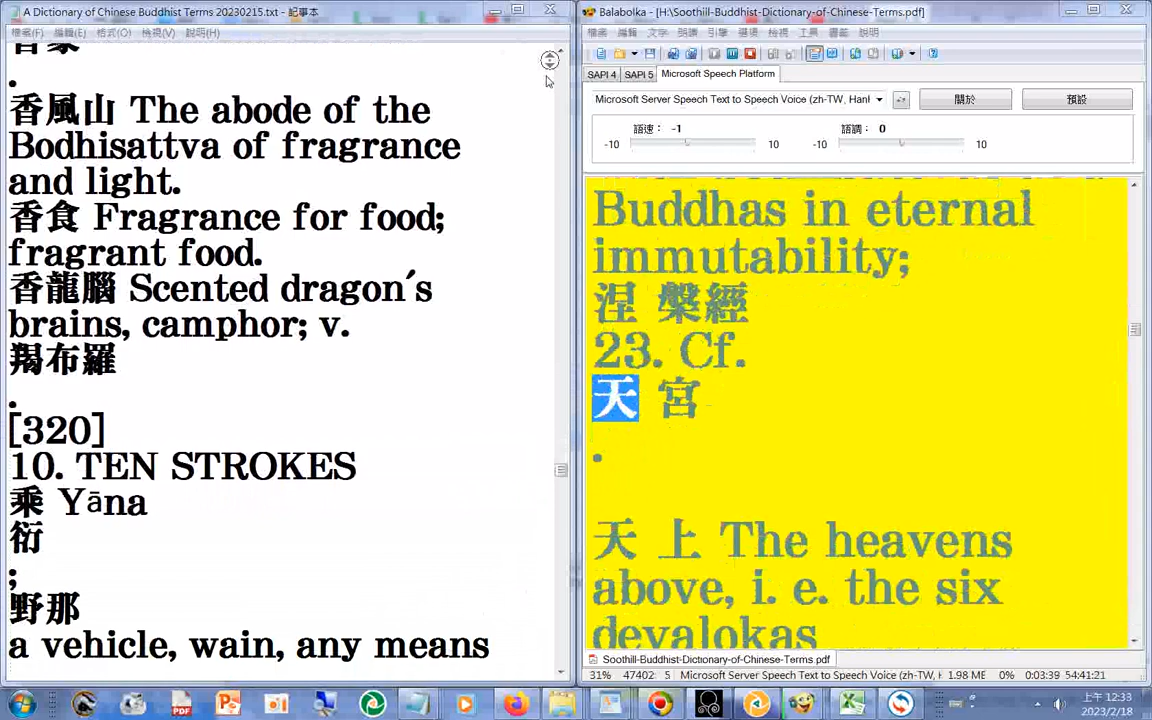 A Dictionary of Chinese Buddhist Terms 20230215.txt - 記事本
檔案(F) 編輯(E) 格式(O) 檢視(V) 說明(H)
.
香風山 The abode of the
Bodhisattva of fragrance
and light.
香食 Fragrance for food;
fragrant food.
香龍腦 Scented dragon's
brains, camphor; v.
羯布羅
.
[320]
10. TEN STROKES
乘 Yāna
衍
;
野那
a vehicle, wain, any means
Balabolka - [H:\Soothill-Buddhist-Dictionary-of-Chinese-Terms.pdf]
檔案 編輯 文字 朗讀 引擎 選項 檢視 工具 書籤 說明
SAPI 4 SAPI 5 Microsoft Speech Platform
Microsoft Server Speech Text to Speech Voice (zh-TW, Hanl
關於
預設
語速： -1
語調： 0
-10 10 -10 10
Buddhas in eternal
immutability;
涅 槃經
23. Cf.
天 宮
.
天 上 The heavens
above, i. e. the six
devalokas
Soothill-Buddhist-Dictionary-of-Chinese-Terms.pdf
31% 47402: 5 Microsoft Server Speech Text to Speech Voice (zh-TW, H 1.98 ME 0% 0:03:39 54:41:21
上午 12:33
2023/2/18